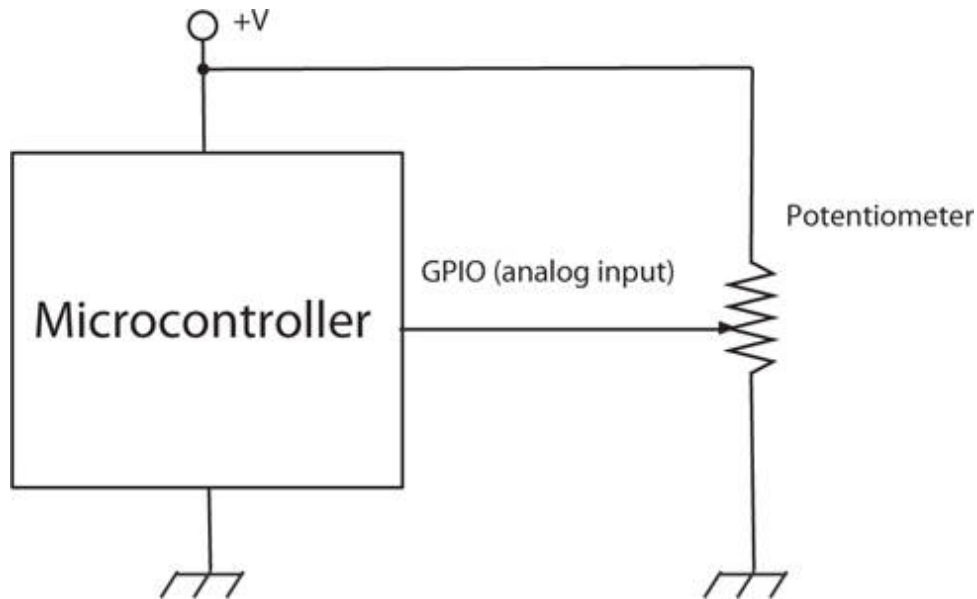 +V
Potentiometer
GPIO (analog input)
Microcontroller